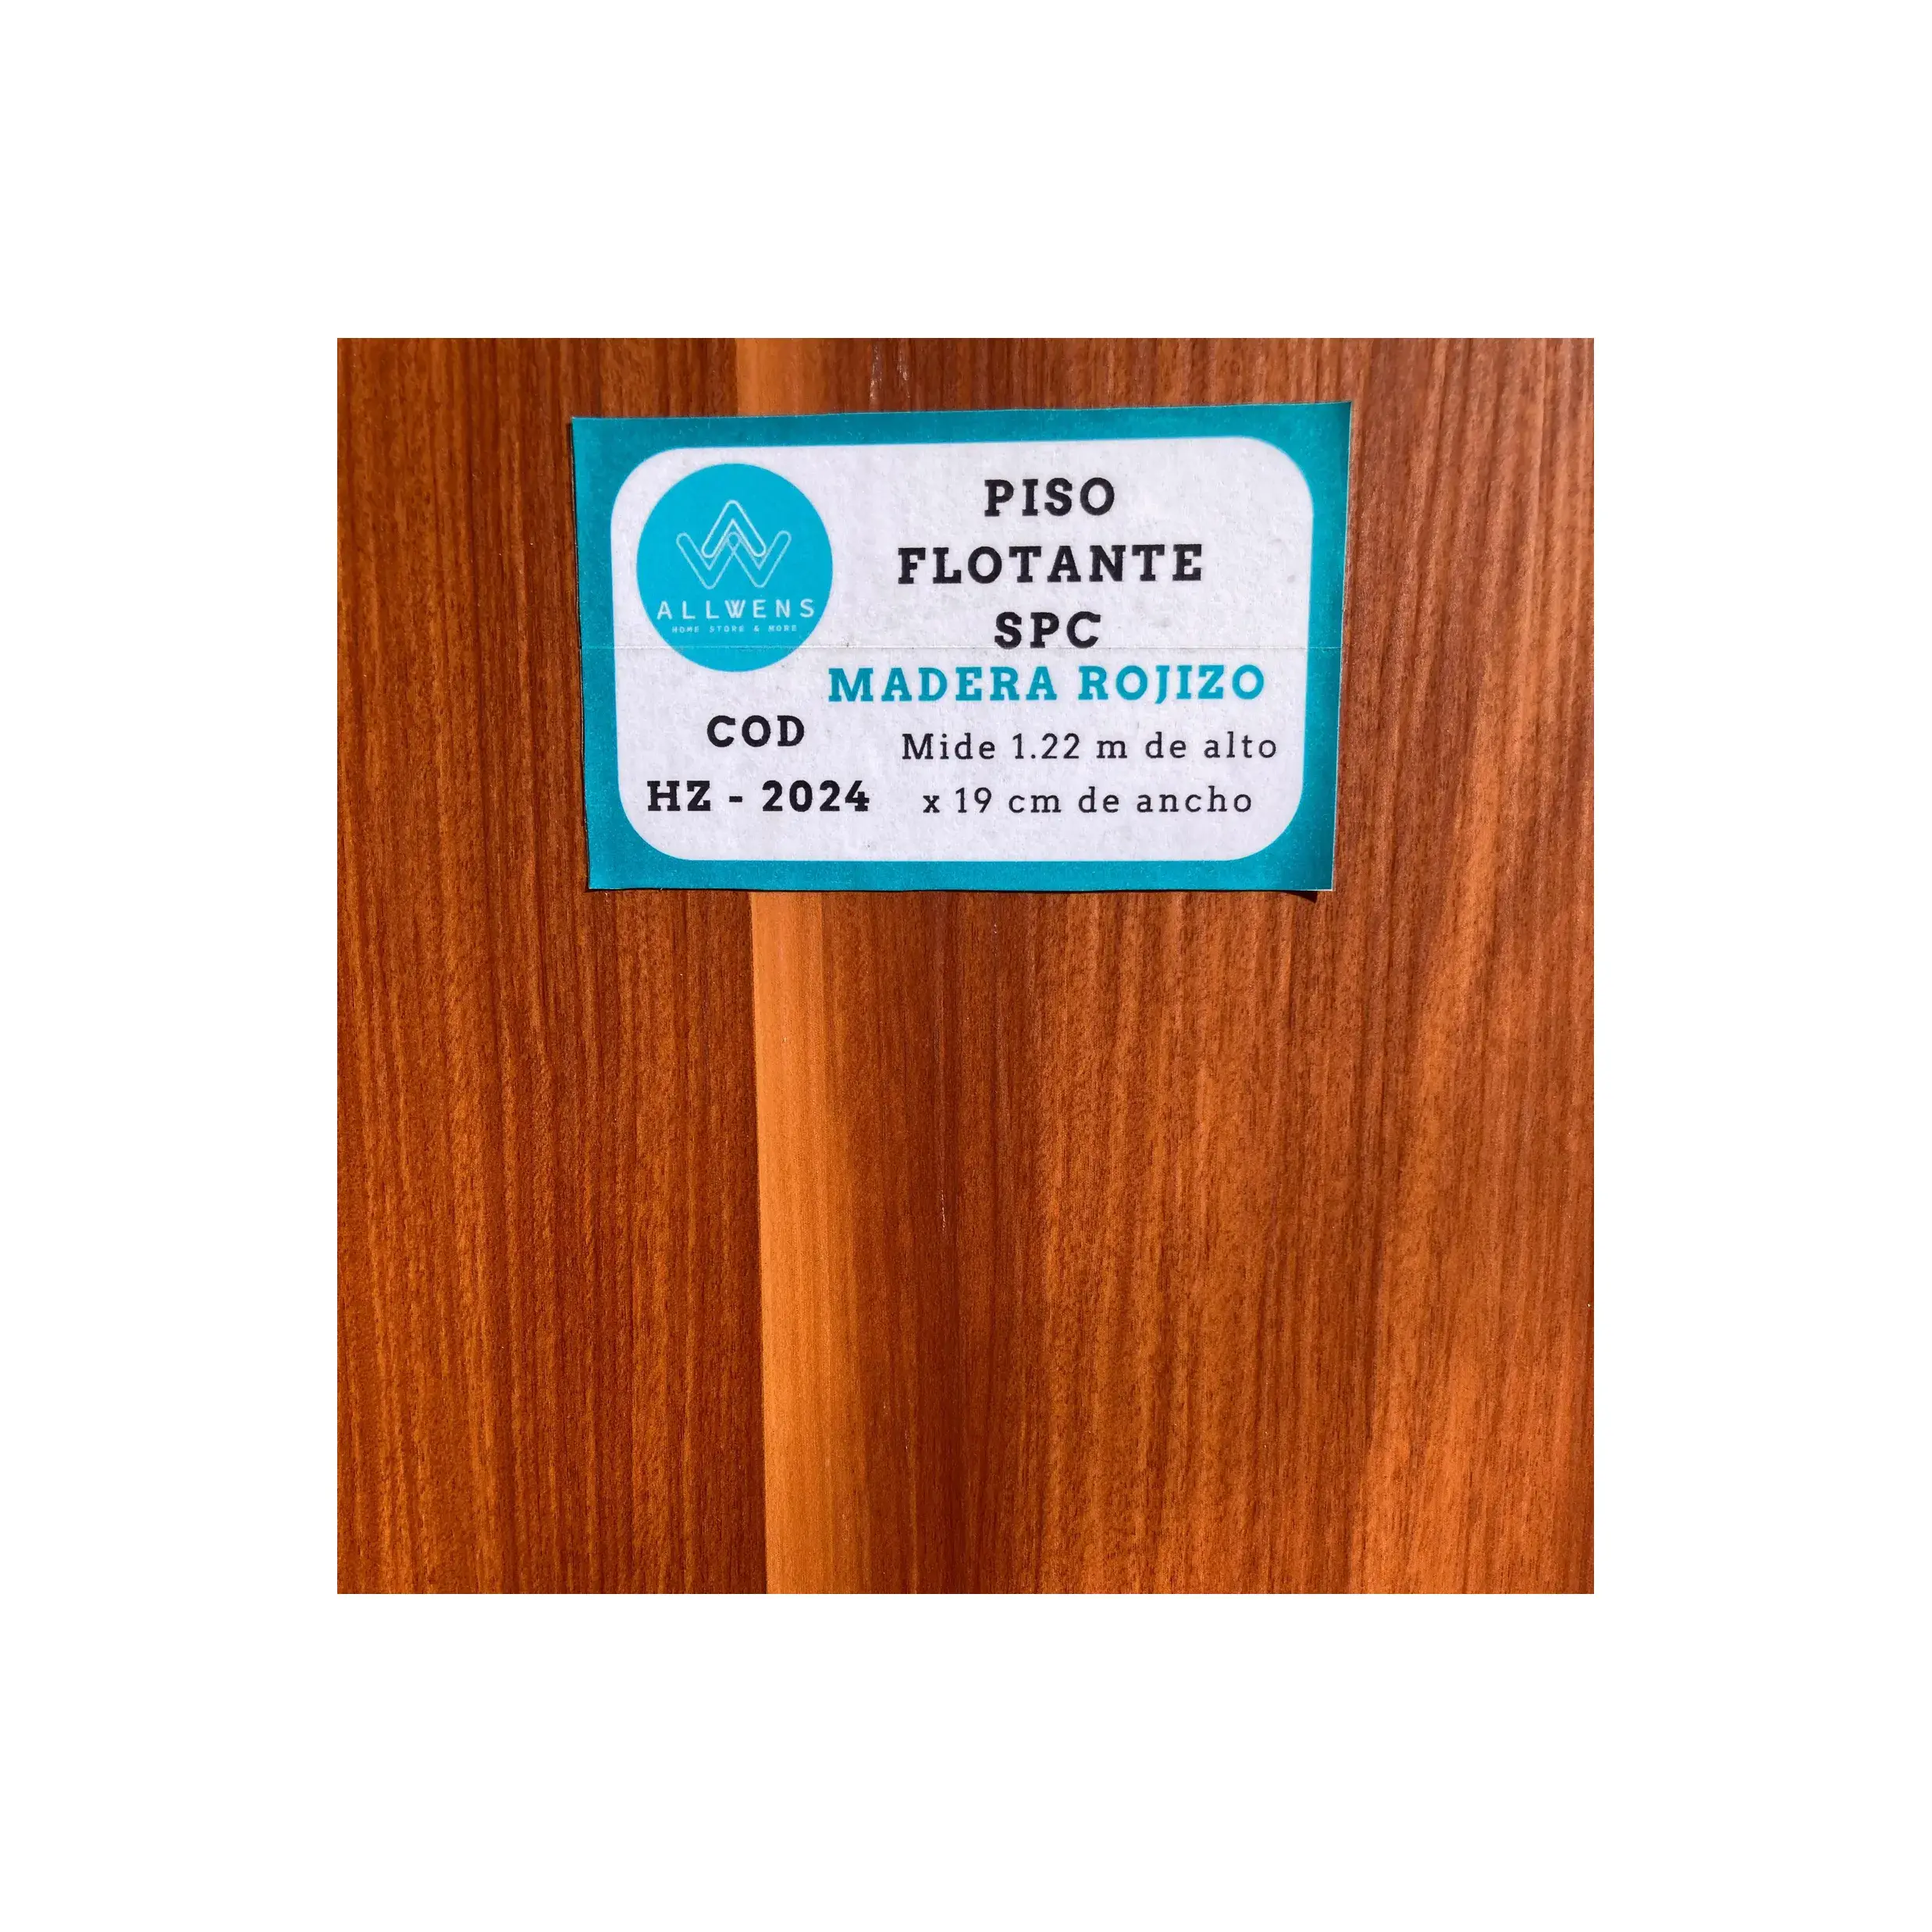 ALLWENS
HOME STORE & MORE
PISO
FLOTANTE
SPC
MADERA ROJIZO
COD
HZ - 2024
Mide 1.22 m de alto
x 19 cm de ancho